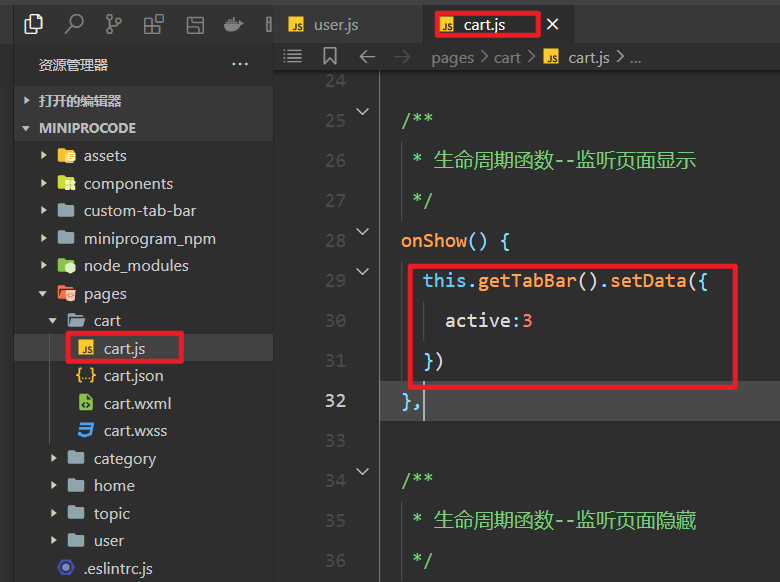 JS user.js
JS cart.js
资源管理器
pages > cart > JS cart.js > ...
打开的编辑器
MINIPROCODE
assets
components
custom-tab-bar
miniprogram_npm
node_modules
pages
cart
JS cart.js
{..} cart.json
cart.wxml
cart.wxss
category
home
topic
user
.eslintrc.js
24
25 /**
26 * 生命周期函数--监听页面显示
27 */
28 onShow() {
29 this.getTabBar().setData({
30 active:3
31 })
32 },
33
34 /**
35 * 生命周期函数--监听页面隐藏
36 */